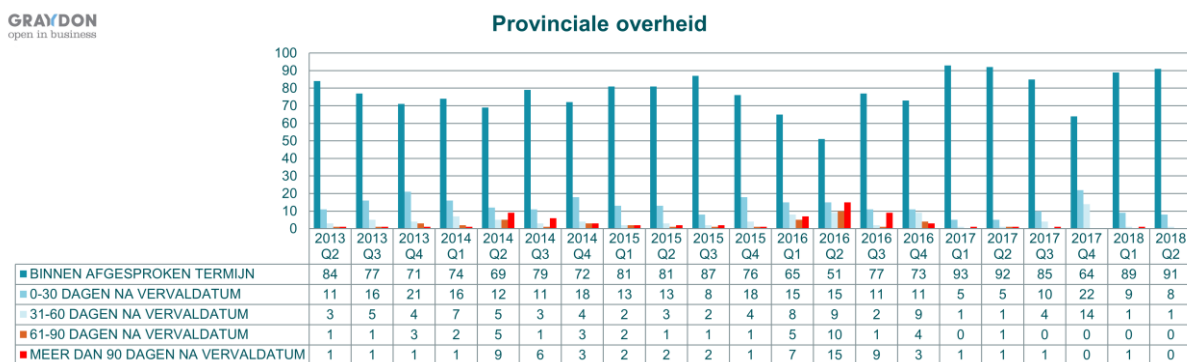 GRAYDON
open in business
Provinciale overheid
100
90
80
70
60
50
40
30
20
10
0
2013 2013 2013 2014 2014 2014 2014 2015 2015 2015 2015 2016 2016 2016 2016 2017 2017 2017 2017 2018 2018
Q2 Q3 Q4 Q1 Q2 Q3 Q4 Q1 Q2 Q3 Q4 Q1 Q2 Q3 Q4 Q1 Q2 Q3 Q4 Q1 Q2
BINNEN AFGESPROKEN TERMIJN 84 77 71 74 69 79 72 81 81 87 76 65 51 77 73 93 92 85 64 89 91
0-30 DAGEN NA VERVALDATUM 11 16 21 16 12 11 18 13 13 8 18 15 15 11 11 5 5 10 22 9 8
31-60 DAGEN NA VERVALDATUM 3 5 4 7 5 3 4 2 3 2 4 8 9 2 9 1 1 4 14 1 1
61-90 DAGEN NA VERVALDATUM 1 1 3 2 5 1 3 2 1 1 1 5 10 1 4 0 1 0 0 0 0
MEER DAN 90 DAGEN NA VERVALDATUM 1 1 1 1 9 6 3 2 2 2 1 7 15 9 3 1 1 1 0 1 0